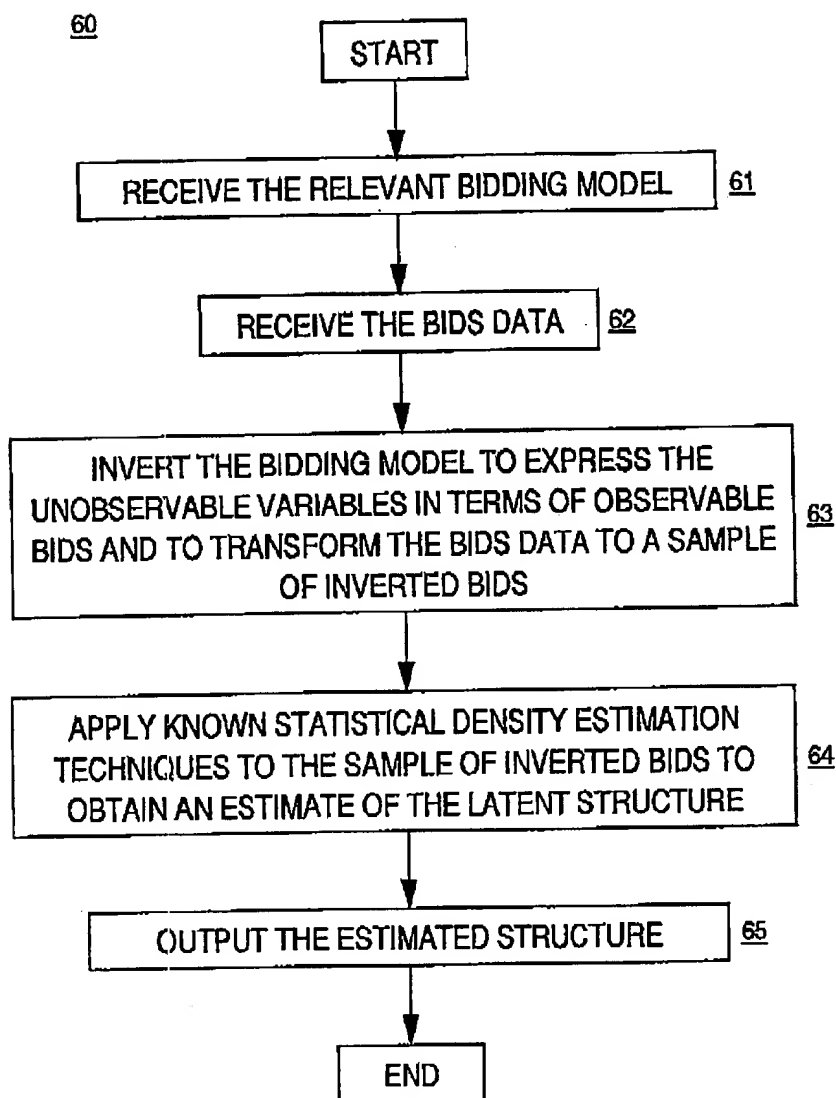 60
START
RECEIVE THE RELEVANT BIDDING MODEL
61
RECEIVE THE BIDS DATA
62
INVERT THE BIDDING MODEL TO EXPRESS THE
UNOBSERVABLE VARIABLES IN TERMS OF OBSERVABLE
BIDS AND TO TRANSFORM THE BIDS DATA TO A SAMPLE
OF INVERTED BIDS
63
APPLY KNOWN STATISTICAL DENSITY ESTIMATION
TECHNIQUES TO THE SAMPLE OF INVERTED BIDS TO
OBTAIN AN ESTIMATE OF THE LATENT STRUCTURE
64
OUTPUT THE ESTIMATED STRUCTURE
65
END